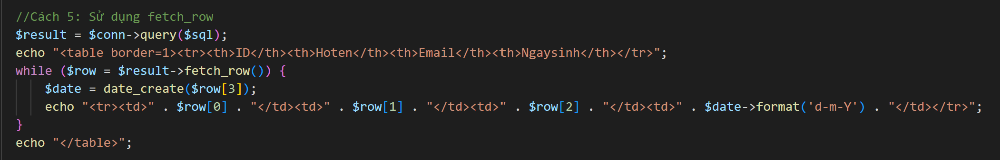 //Cách 5: Sử dụng fetch_row
$result = $conn->query($sql);
echo "<table border=1><tr><th>ID</th><th>Hoten</th><th>Email</th><th>Ngaysinh</th></tr>";
while ($row = $result->fetch_row()) {
    $date = date_create($row[3]);
    echo "<tr><td>" . $row[0] . "</td><td>" . $row[1] . "</td><td>" . $row[2] . "</td><td>" . $date->format('d-m-Y') . "</td></tr>";
}
echo "</table>";